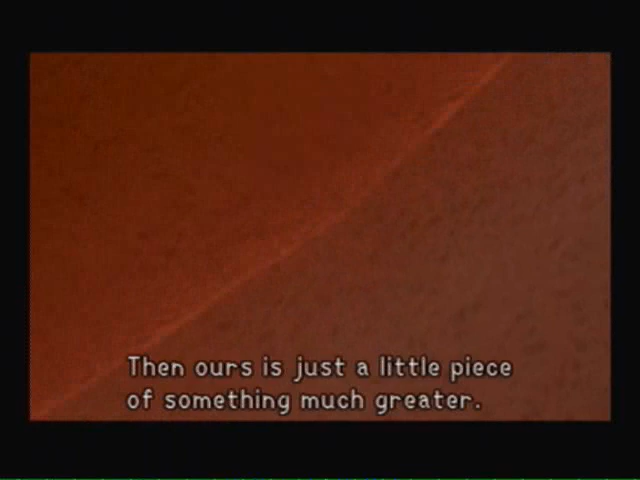 Then ours is just a little piece
of something much greater.